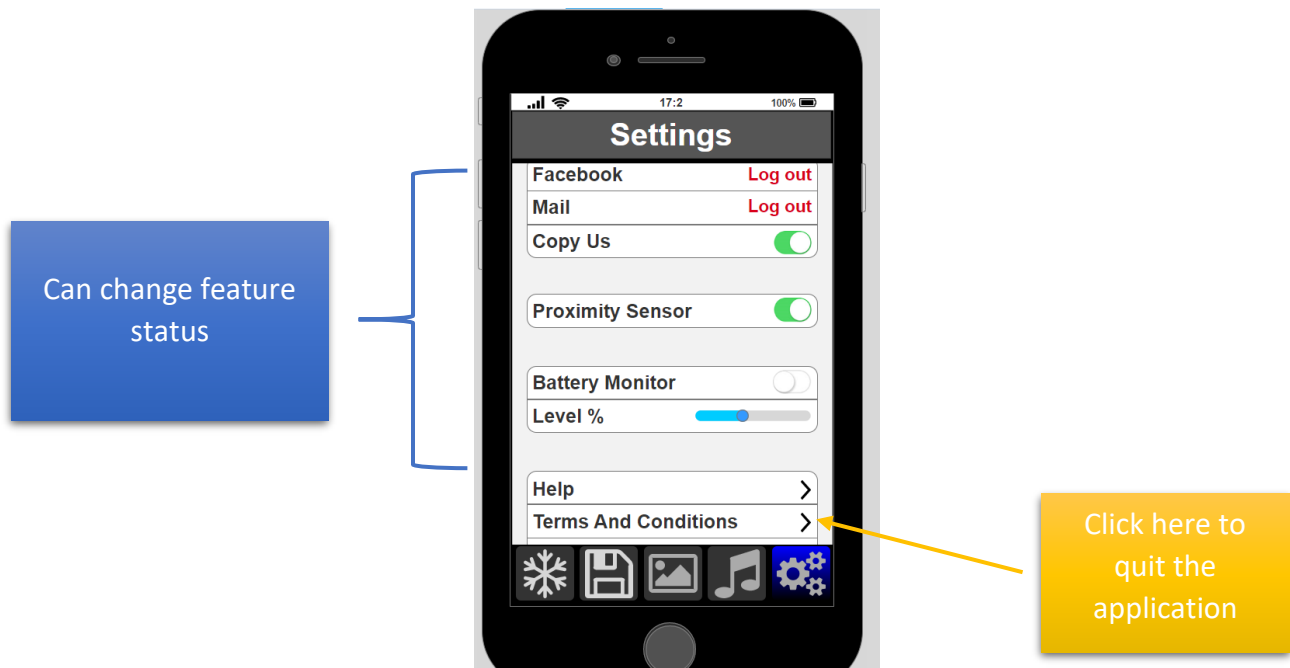 17:2
100%
Settings
Facebook Log out
Mail Log out
Copy Us
Proximity Sensor
Battery Monitor
Level %
Help
Terms And Conditions
Can change feature
status
Click here to
quit the
application